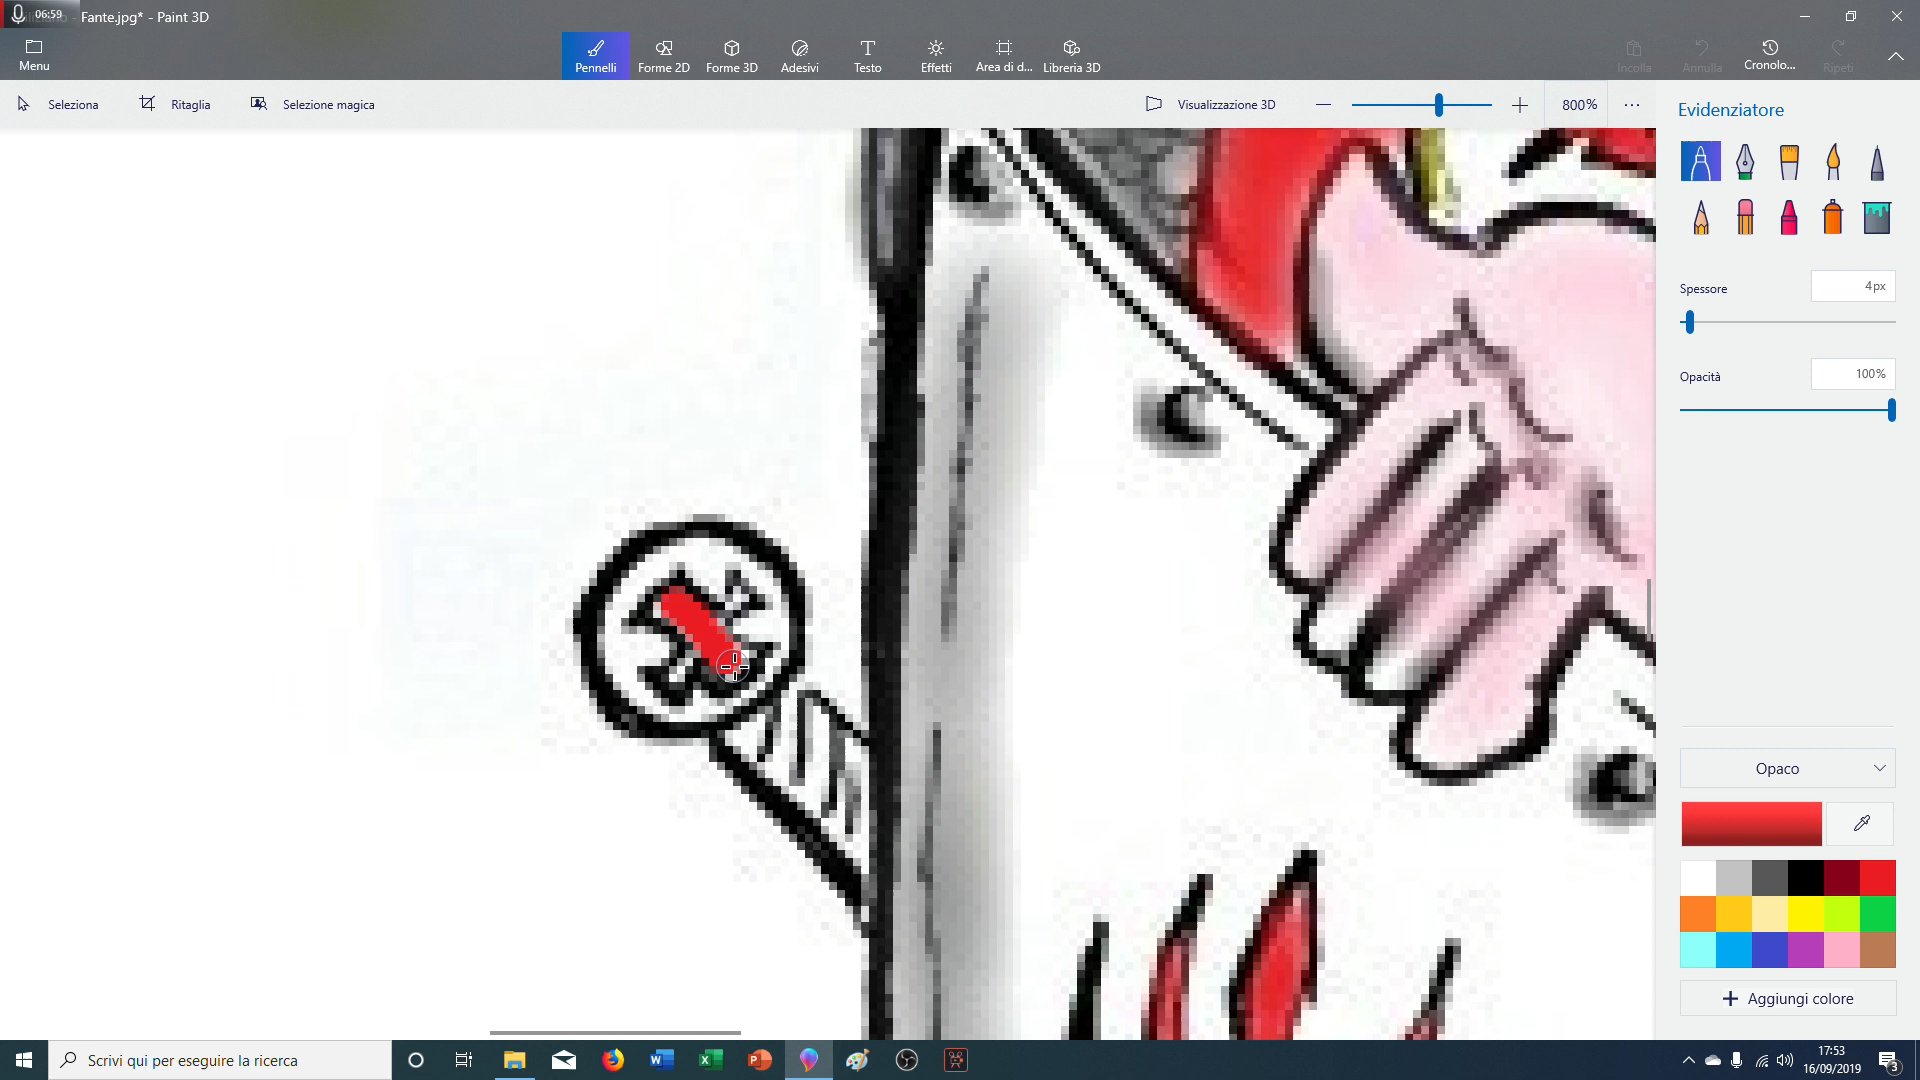 06:59
Fante.jpg* - Paint 3D
Menu
Pennelli
Forme 2D
Forme 3D
Adesivi
Testo
Effetti
Area di d...
Libreria 3D
Incolla
Annulla
Cronolo...
Ripeti
Seleziona
Ritaglia
Selezione magica
Visualizzazione 3D
800%
Evidenziatore
Spessore
4px
Opacità
100%
Opaco
Aggiungi colore
Scrivi qui per eseguire la ricerca
17:53
16/09/2019
3